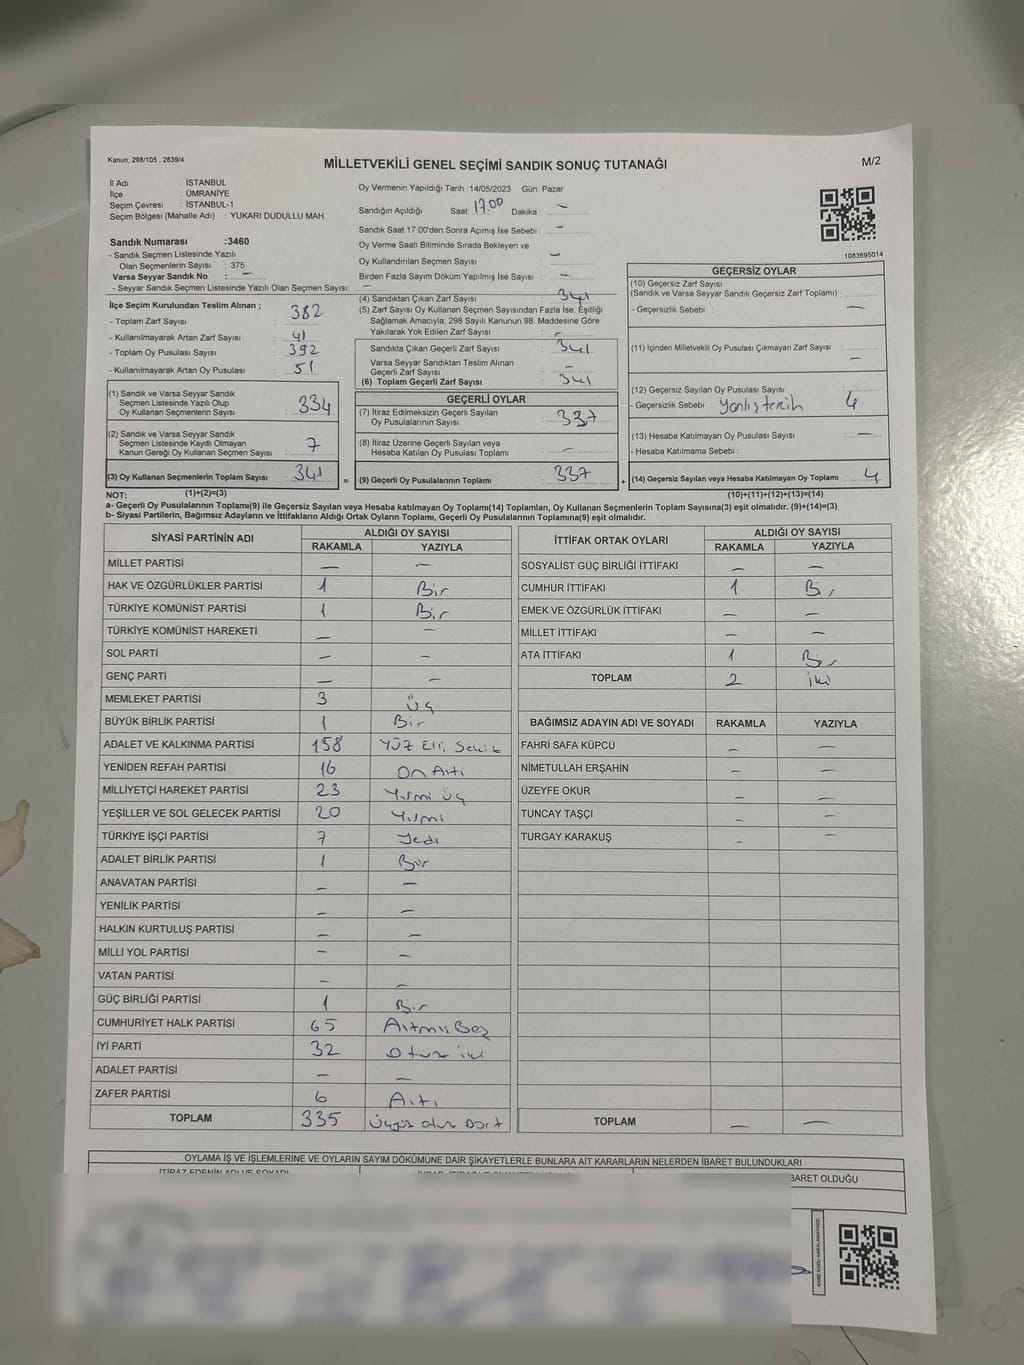 Kanun; 298/105 , 2839/4
MİLLETVEKİLİ GENEL SEÇİMİ SANDIK SONUÇ TUTANAĞI
M/2
İl Adı : İSTANBUL
İlçe : ÜMRANİYE
Seçim Çevresi : İSTANBUL-1
Seçim Bölgesi (Mahalle Adı) : YUKARI DUDULLU MAH.
Sandık Numarası :3460
- Sandık Seçmen Listesinde Yazılı
Olan Seçmenlerin Sayısı : 375
Varsa Seyyar Sandık No : —
- Seyyar Sandık Seçmen Listesinde Yazılı Olan Seçmen Sayısı: —
Oy Vermenin Yapıldığı Tarih :14/05/2023 Gün: Pazar
Sandığın Açıldığı Saat: 17.00 Dakika : —
Sandık Saat 17:00'den Sonra Açımış İse Sebebi : —
Oy Verme Saati Bitiminde Sırada Bekleyen ve
Oy Kullandırılan Seçmen Sayısı —
Birden Fazla Sayım Döküm Yapılmış İse Sayısı : —
1083695014
İlçe Seçim Kurulundan Teslim Alınan ;
- Toplam Zarf Sayısı : 382
- Kullanılmayarak Artan Zarf Sayısı : 41
- Toplam Oy Pusulası Sayısı : 392
- Kullanılmayarak Artan Oy Pusulası : 51
(1) Sandık ve Varsa Seyyar Sandık
Seçmen Listesinde Yazılı Olup
Oy Kullanan Seçmenlerin Sayısı : 334
(2) Sandık ve Varsa Seyyar Sandık
Seçmen Listesinde Kayıtlı Olmayan
Kanun Gereği Oy Kullanan Seçmen Sayısı : 7
(3) Oy Kullanan Seçmenlerin Toplam Sayısı : 341
(4) Sandıktan Çıkan Zarf Sayısı : 341
(5) Zarf Sayısı Oy Kullanan Seçmen Sayısından Fazla İse, Eşitliği
Sağlamak Amacıyla; 298 Sayılı Kanunun 98. Maddesine Göre
Yakılarak Yok Edilen Zarf Sayısı : —
Sandıkta Çıkan Geçerli Zarf Sayısı : 341
Varsa Seyyar Sandıktan Teslim Alınan
Geçerli Zarf Sayısı : —
(6) Toplam Geçerli Zarf Sayısı : 341
GEÇERLİ OYLAR
(7) İtiraz Edilmeksizin Geçerli Sayılan
Oy Pusulalarının Sayısı : 337
(8) İtiraz Üzerine Geçerli Sayılan veya
Hesaba Katılan Oy Pusulası Toplamı : —
= (9) Geçerli Oy Pusulalarının Toplamı : 337
GEÇERSİZ OYLAR
(10) Geçersiz Zarf Sayısı
(Sandık ve Varsa Seyyar Sandık Geçersiz Zarf Toplamı) :
- Geçersizlik Sebebi : —
(11) İçinden Milletvekili Oy Pusulası Çıkmayan Zarf Sayısı : —
(12) Geçersiz Sayılan Oy Pusulası Sayısı : 4
- Geçersizlik Sebebi : yanlış tercih
(13) Hesaba Katılmayan Oy Pusulası Sayısı : —
- Hesaba Katılmama Sebebi :
+ (14) Geçersiz Sayılan veya Hesaba Katılmayan Oy Toplamı : 4
NOT: (1)+(2)=(3) (10)+(11)+(12)+(13)=(14)
a- Geçerli Oy Pusulalarının Toplamı(9) ile Geçersiz Sayılan veya Hesaba katılmayan Oy Toplamı(14) Toplamları, Oy Kullanan Seçmenlerin Toplam Sayısına(3) eşit olmalıdır. (9)+(14)=(3)
b- Siyasi Partilerin, Bağımsız Adayların ve İttifakların Aldığı Ortak Oyların Toplamı, Geçerli Oy Pusulalarının Toplamına(9) eşit olmalıdır.
SİYASİ PARTİNİN ADI ALDIĞI OY SAYISI
RAKAMLA YAZIYLA
MİLLET PARTİSİ — —
HAK VE ÖZGÜRLÜKLER PARTİSİ 1 Bir
TÜRKİYE KOMÜNİST PARTİSİ 1 Bir
TÜRKİYE KOMÜNİST HAREKETİ — —
SOL PARTİ — —
GENÇ PARTİ — —
MEMLEKET PARTİSİ 3 Üç
BÜYÜK BİRLİK PARTİSİ 1 Bir
ADALET VE KALKINMA PARTİSİ 158 YÜZ Elli Sekiz
YENİDEN REFAH PARTİSİ 16 On Altı
MİLLİYETÇİ HAREKET PARTİSİ 23 Yirmi üç
YEŞİLLER VE SOL GELECEK PARTİSİ 20 Yirmi
TÜRKİYE İŞÇİ PARTİSİ 7 Yedi
ADALET BİRLİK PARTİSİ 1 Bir
ANAVATAN PARTİSİ — —
YENİLİK PARTİSİ — —
HALKIN KURTULUŞ PARTİSİ — —
MİLLİ YOL PARTİSİ — —
VATAN PARTİSİ — —
GÜÇ BİRLİĞİ PARTİSİ 1 Bir
CUMHURİYET HALK PARTİSİ 65 Altmış Beş
İYİ PARTİ 32 Otuz iki
ADALET PARTİSİ — —
ZAFER PARTİSİ 6 Altı
TOPLAM 335 Üçyüz otuz Dört
İTTİFAK ORTAK OYLARI ALDIĞI OY SAYISI
RAKAMLA YAZIYLA
SOSYALIST GÜÇ BİRLİĞİ İTTİFAKI — —
CUMHUR İTTİFAKI 1 Bir
EMEK VE ÖZGÜRLÜK İTTİFAKI — —
MİLLET İTTİFAKI — —
ATA İTTİFAKI 1 Bir
TOPLAM 2 iki
BAĞIMSIZ ADAYIN ADI VE SOYADI RAKAMLA YAZIYLA
FAHRİ SAFA KÜPCÜ — —
NİMETULLAH ERŞAHİN — —
ÜZEYFE OKUR — —
TUNCAY TAŞÇI — —
TURGAY KARAKUŞ — —
TOPLAM — —
OYLAMA İŞ VE İŞLEMLERİNE VE OYLARIN SAYIM DÖKÜMÜNE DAİR ŞİKAYETLERLE BUNLARA AİT KARARLARIN NELERDEN İBARET BULUNDUKLARI
İTİRAZ EDENİN ADI VE SOYADI
BARET OLDUĞU
KARE KODU KARALAMAYINIZ!